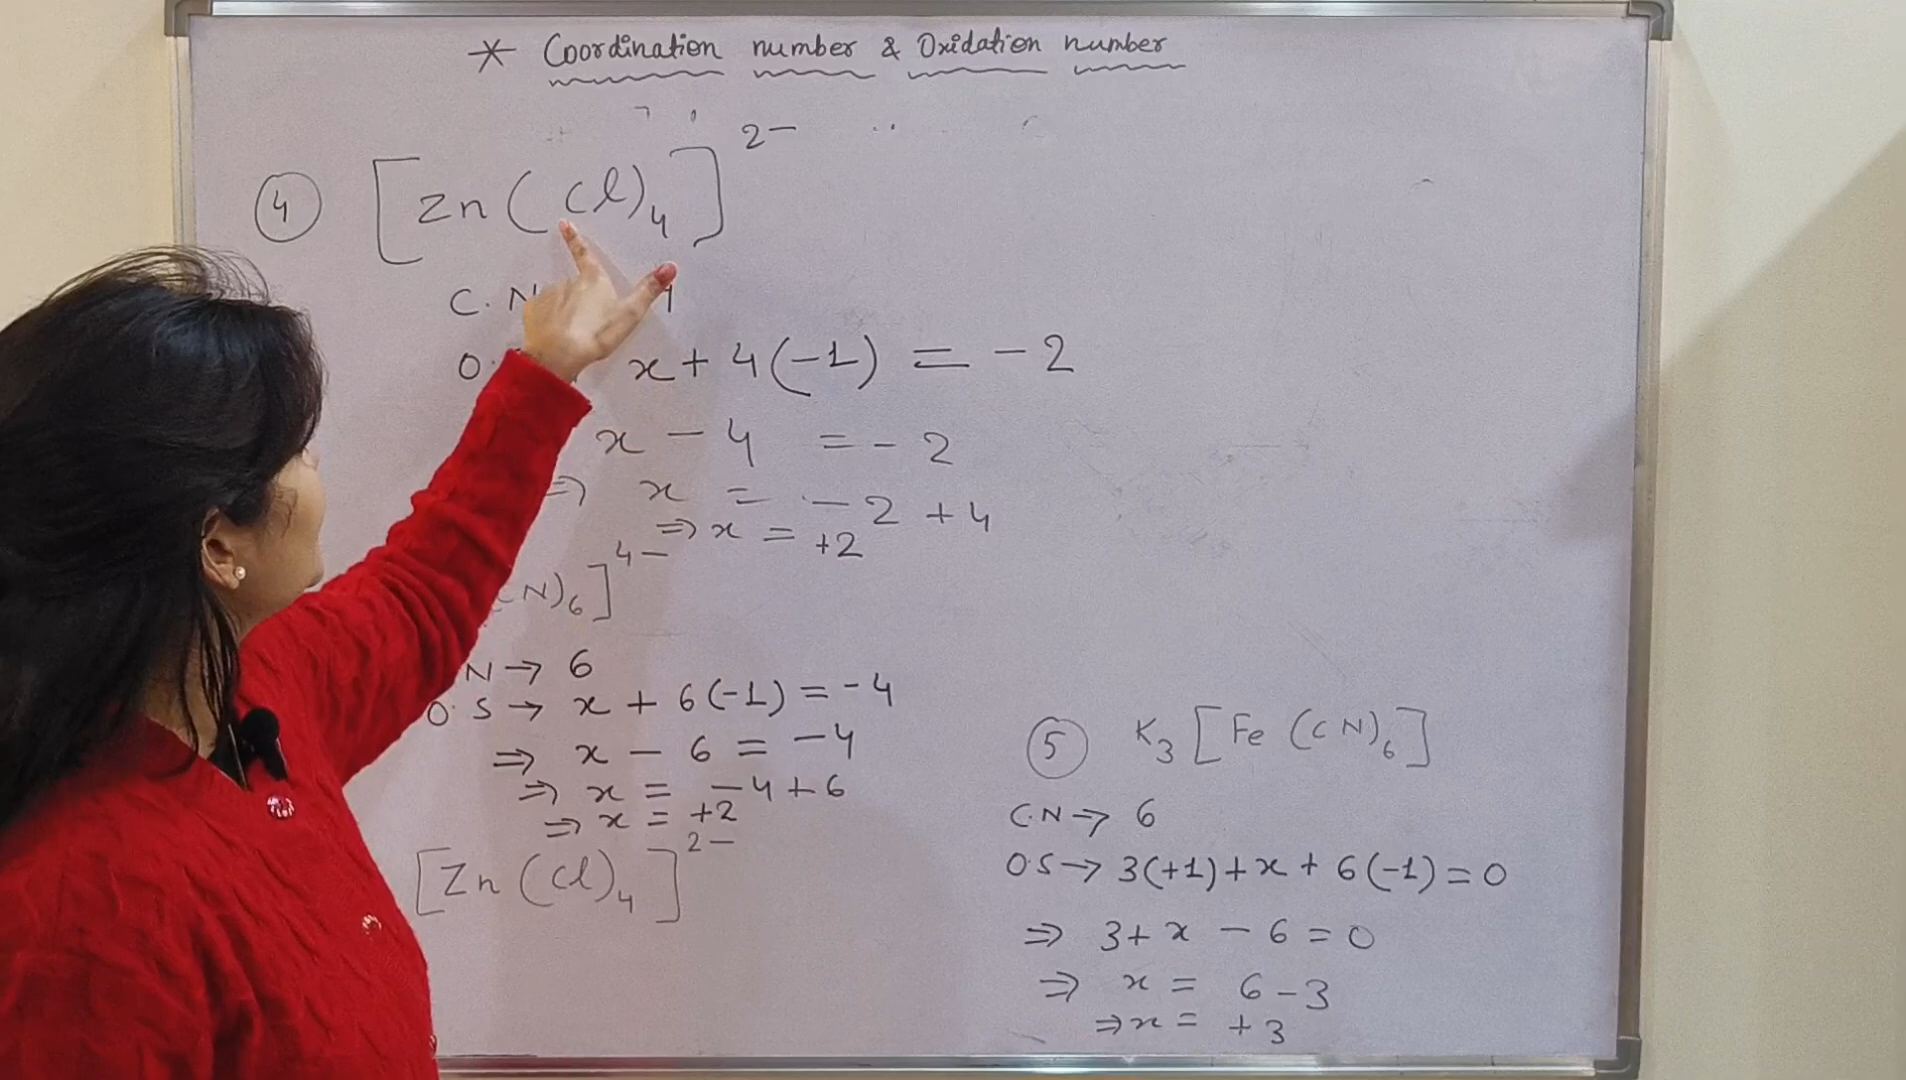 * Coordination number & Oxidation number
④ [Zn(Cl)₄]²⁻
C.N 4
O. x + 4(-1) = -2
x - 4 = -2
⇒ x = -2 + 4
⇒ x = +2
CN)₆]⁴⁻
N → 6
O.S → x + 6(-1) = -4
⇒ x - 6 = -4
⇒ x = -4 + 6
⇒ x = +2
[Zn(Cl)₄]²⁻
⑤ K₃[Fe(CN)₆]
C.N → 6
O.S → 3(+1) + x + 6(-1) = 0
⇒ 3 + x - 6 = 0
⇒ x = 6 - 3
⇒ x = +3